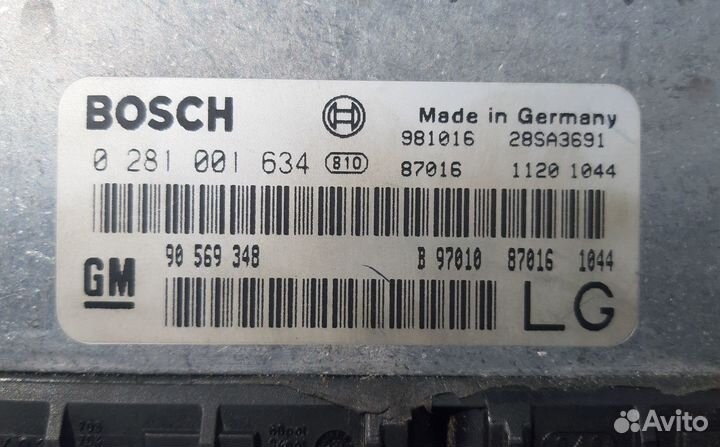 BOSCH
Made in Germany
981016 28SA3691
0 281 001 634 810
87016 1120 1044
90 569 348 B 97010 87016 1044
GM
LG
Avito